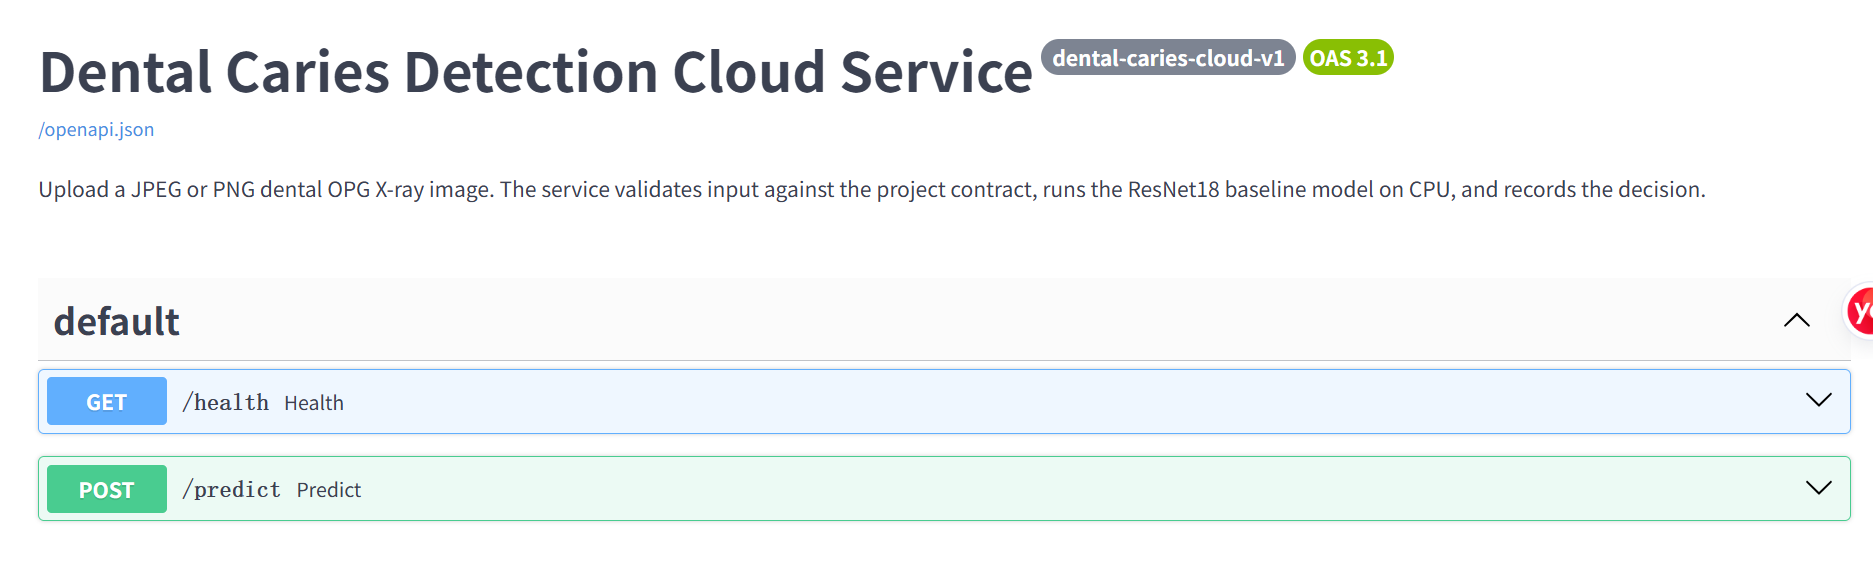 Dental Caries Detection Cloud Service dental-caries-cloud-v1 OAS 3.1
/openapi.json
Upload a JPEG or PNG dental OPG X-ray image. The service validates input against the project contract, runs the ResNet18 baseline model on CPU, and records the decision.
default
GET /health Health
POST /predict Predict